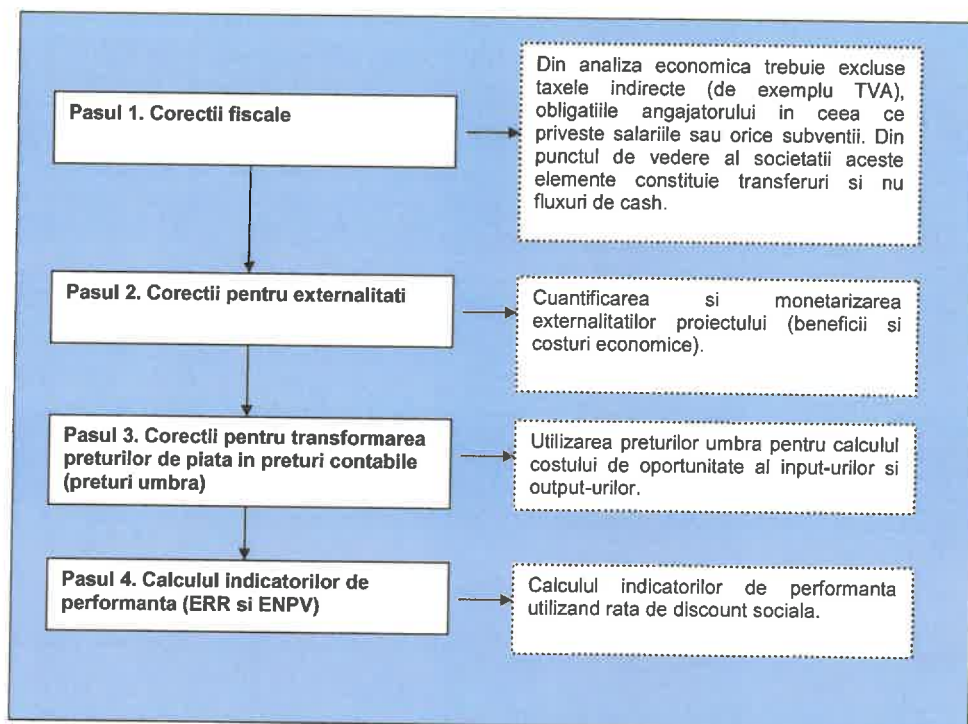 Pasul 1. Corectii fiscale
Din analiza economica trebuie excluse
taxele indirecte (de exemplu TVA),
obligatiile angajatorului in ceea ce
priveste salariile sau orice subventii. Din
punctul de vedere al societatii aceste
elemente constituie transferuri si nu
fluxuri de cash.
Pasul 2. Corectii pentru externalitati
Cuantificarea si monetarizarea
externalitatilor proiectului (beneficii si
costuri economice).
Pasul 3. Corectii pentru transformarea
preturilor de piata in preturi contabile
(preturi umbra)
Utilizarea preturilor umbra pentru calculul
costului de oportunitate al input-urilor si
output-urilor.
Pasul 4. Calculul indicatorilor de
performanta (ERR si ENPV)
Calculul indicatorilor de performanta
utilizand rata de discount sociala.